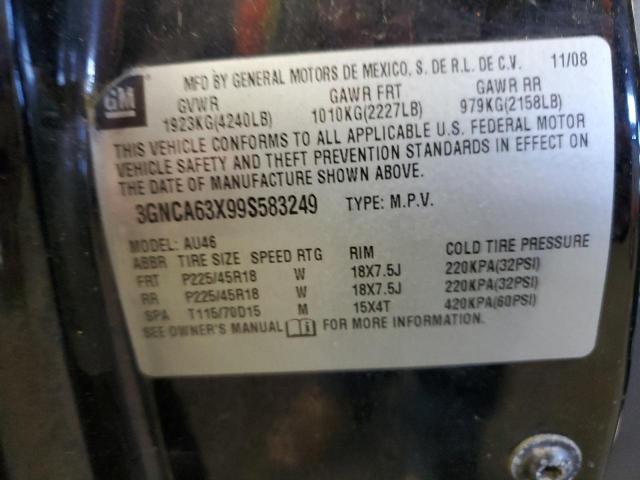 GM
MFD BY GENERAL MOTORS DE MEXICO, S. DE R.L. DE C.V. 11/08
GVWR GAWR FRT GAWR RR
1923KG(4240LB) 1010KG(2227LB) 979KG(2158LB)
THIS VEHICLE CONFORMS TO ALL APPLICABLE U.S. FEDERAL MOTOR
VEHICLE SAFETY AND THEFT PREVENTION STANDARDS IN EFFECT ON
THE DATE OF MANUFACTURE SHOWN ABOVE.
3GNCA63X99S583249 TYPE: M.P.V.
MODEL: AU46
ABBR TIRE SIZE SPEED RTG RIM COLD TIRE PRESSURE
FRT P225/45R18 W 18X7.5J 220KPA(32PSI)
RR P225/45R18 W 18X7.5J 220KPA(32PSI)
SPA T115/70D15 M 15X4T 420KPA(60PSI)
SEE OWNER'S MANUAL FOR MORE INFORMATION.